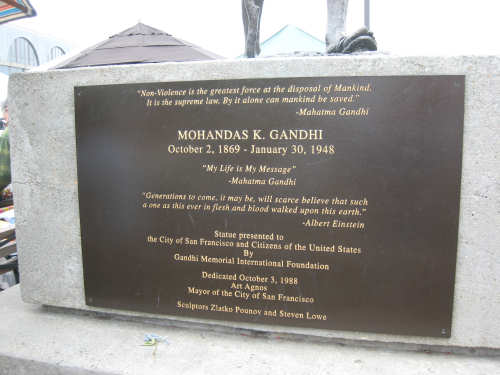 "Non-Violence is the greatest force at the disposal of Mankind.
It is the supreme law. By it alone can mankind be saved."
-Mahatma Gandhi
MOHANDAS K. GANDHI
October 2, 1869 - January 30, 1948
"My Life is My Message"
-Mahatma Gandhi
"Generations to come, it may be, will scarce believe that such
a one as this ever in flesh and blood walked upon this earth."
-Albert Einstein
Statue presented to
the City of San Francisco and Citizens of the United States
By
Gandhi Memorial International Foundation
Dedicated October 3, 1988
Art Agnos
Mayor of the City of San Francisco
Sculptors Zlatko Pounov and Steven Lowe